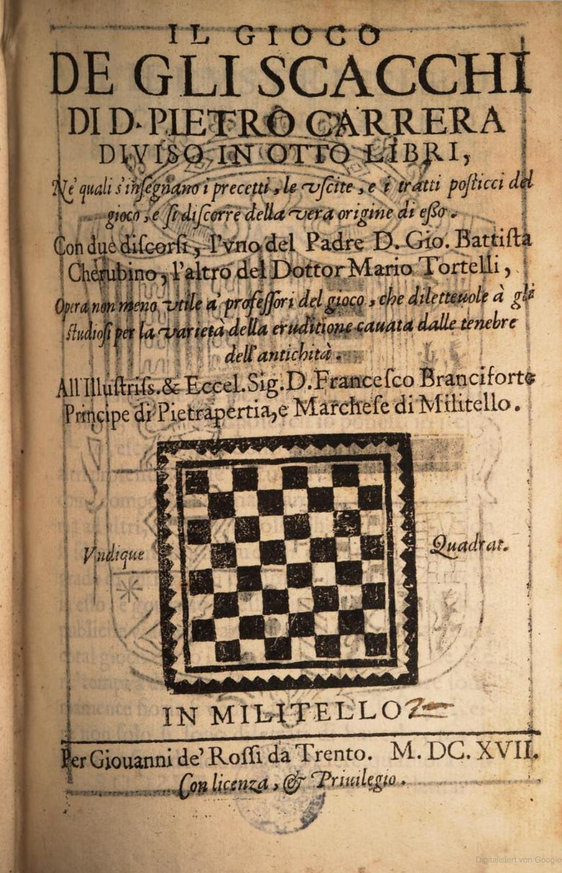 IL GIOCO
DE GLI SCACCHI
DI D. PIETRO CARRERA
DIVISO IN OTTO LIBRI,
Ne' quali s'inſegnano i precetti, le vſcite, e i tratti poſticci del
gioco, e ſi diſcorre della vera origine di eſſo.
Con due diſcorſi, l'vno del Padre D. Gio. Battiſta
Cherubino, l'altro del Dottor Mario Tortelli,
Opera non meno vtile a' profeſſori del gioco, che diletteuole à gli
ſtudioſi per la varietà della eruditione cauata dalle tenebre
dell'antichità.
All'Illuſtriſs. & Eccel. Sig. D. Franceſco Branciforte
Principe di Pietrapertia, e Marcheſe di Militello.
Vndique
Quadrat.
IN MILITELLO
Per Giouanni de' Roſſi da Trento. M. DC. XVII.
Con licenza, & Priuilegio.
Digitalisiert von Google